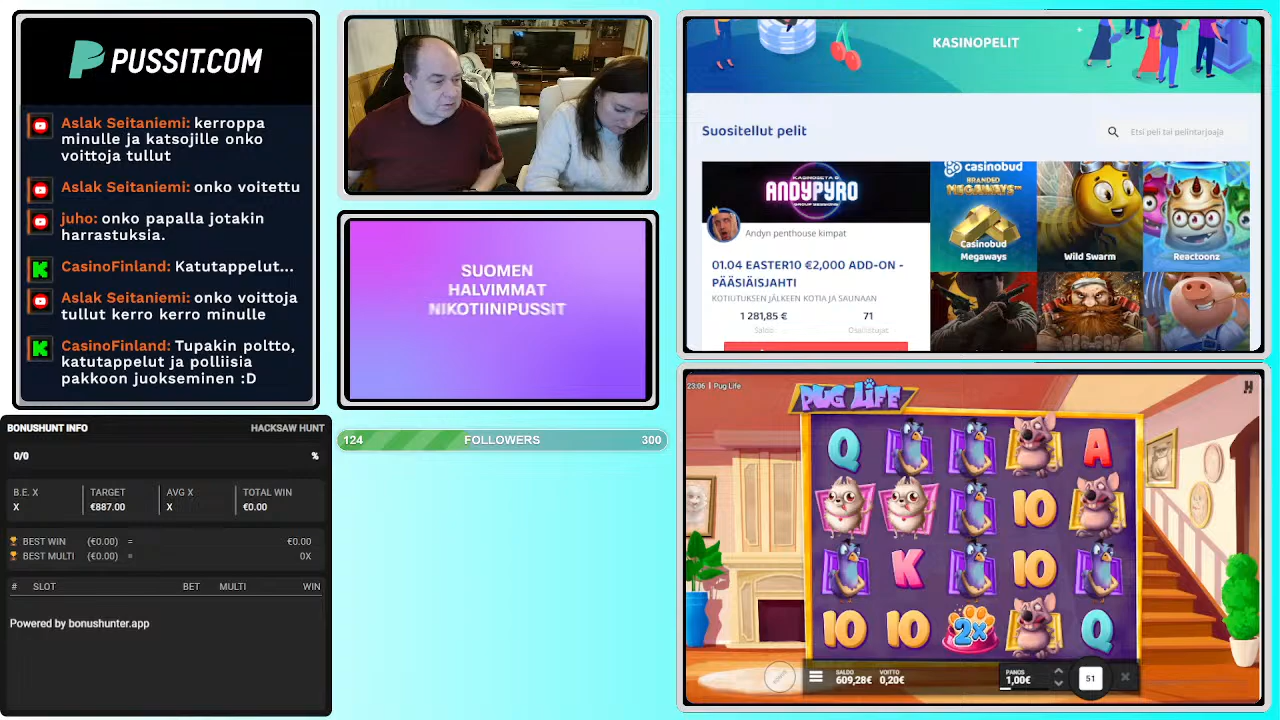 PUSSIT.COM
Aslak Seitaniemi: kerroppa
minulle ja katsojille onko
voittoja tullut
Aslak Seitaniemi: onko voitettu
juho: onko papalla jotakin
harrastuksia.
CasinoFinland: Katutappelut...
Aslak Seitaniemi: onko voittoja
tullut kerro kerro minulle
CasinoFinland: Tupakin poltto,
katutappelut ja polliisia
pakkoon juokseminen :D
SUOMEN
HALVIMMAT
NIKOTIINIPUSSIT
124 FOLLOWERS 300
BONUSHUNT INFO HACKSAW HUNT
0/0 %
B.E. X TARGET AVG X TOTAL WIN
X €887.00 X €0.00
BEST WIN (€0.00) = €0.00
BEST MULTI (€0.00) = 0X
# SLOT BET MULTI WIN
Powered by bonushunter.app
KASINOPELIT
Suositellut pelit
Etsi peli tai pelintarjoaja
ANDYPYRO
GROUP SESSIONS
Andyn penthouse kimpat
01.04 EASTER10 €2,000 ADD-ON -
PÄÄSIÄISJAHTI
KOTIUTUKSEN JÄLKEEN KOTIA JA SAUNAAN
1 281,85 € 71
Saldo Osallistujat
casinobud
BRANDED
MEGAWAYS™
Casinobud
Megaways
Wild Swarm
Reactoonz
23:06 | Pug Life
PUG LIFE
Q A
10
K 10
10 10 2X Q
SALDO VOITTO PANOS
609,28€ 0,20€ 1,00€ 51